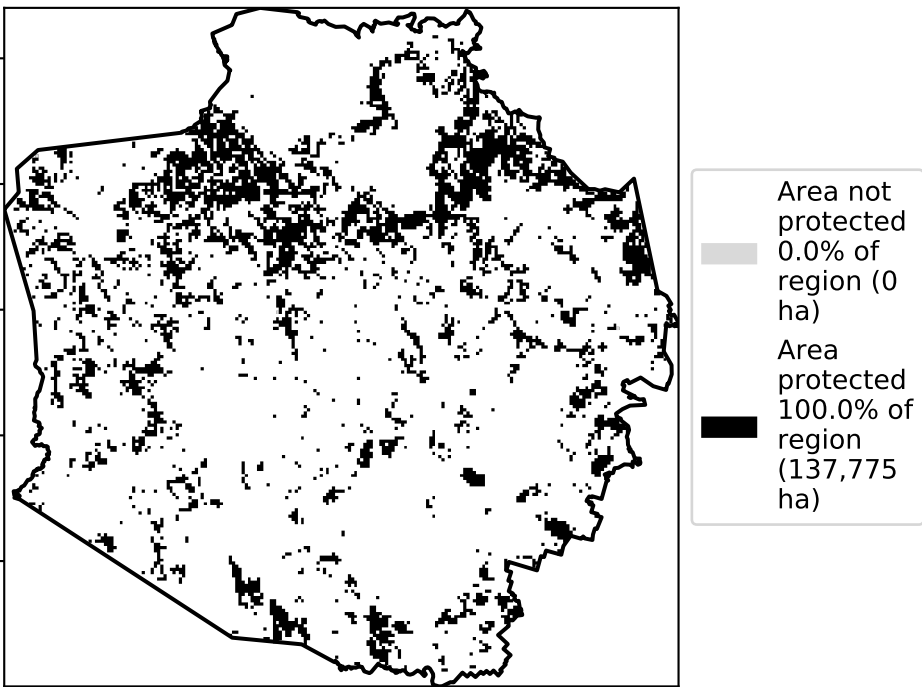 Area not
protected
0.0% of
region (0
ha)
Area
protected
100.0% of
region
(137,775
ha)